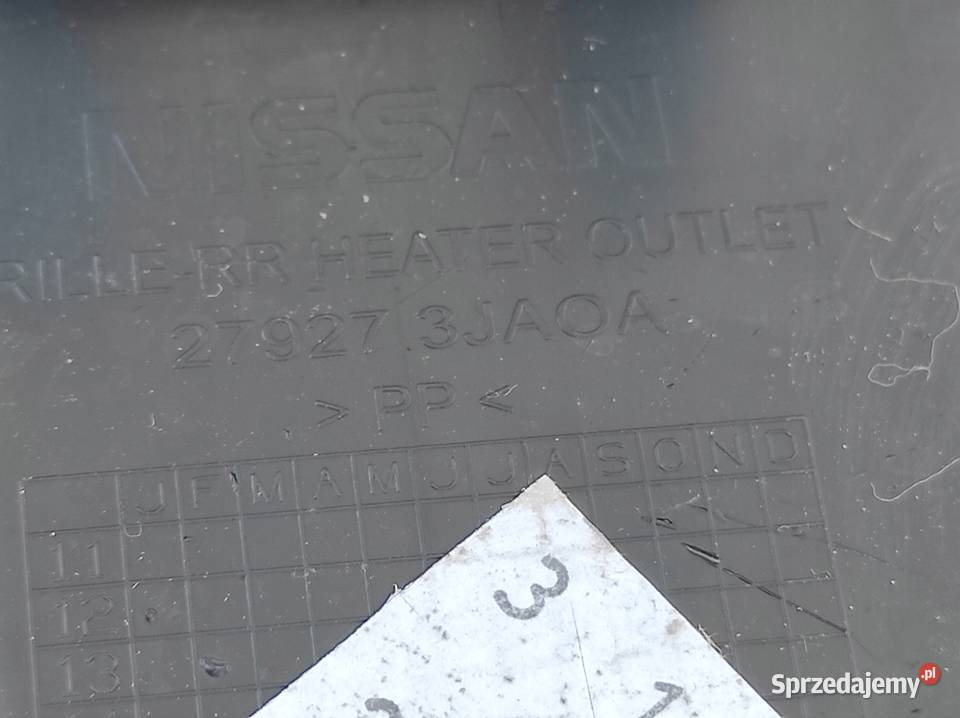 NISSAN
RILLE-RR HEATER OUTLET
27927 3JA0A
> PP <
J F M A M J J A S O N D
11
12
13
3
Sprzedajemy.pl